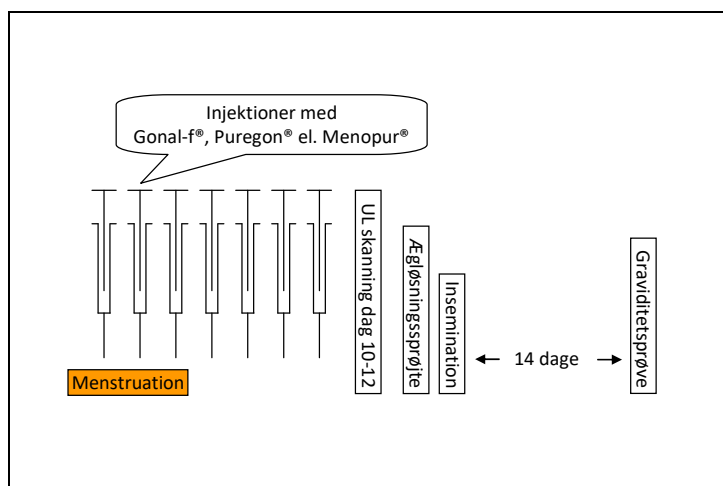 Injektioner med
Gonal-f®, Puregon® el. Menopur®
UL skanning dag 10-12
Ægløsningssprøjte
Insemination
14 dage
Graviditetsprøve
Menstruation